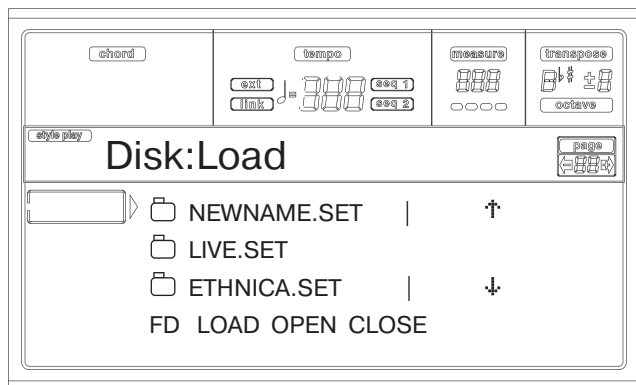 chord tempo measure transpose
ext seq 1
link seq 2 octave
style play
Disk:Load page
NEWNAME.SET
LIVE.SET
ETHNICA.SET
FD LOAD OPEN CLOSE